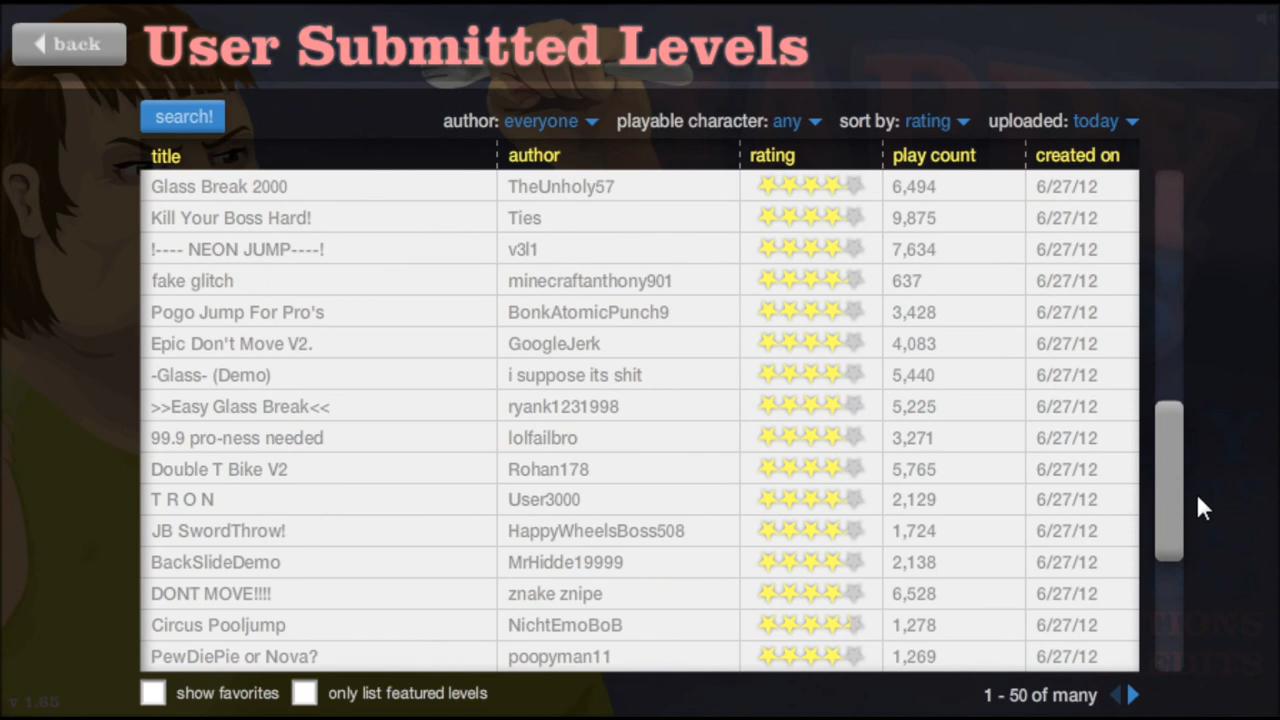 back
User Submitted Levels
search!
author: everyone playable character: any sort by: rating uploaded: today
title author rating play count created on
Glass Break 2000 TheUnholy57 6,494 6/27/12
Kill Your Boss Hard! Ties 9,875 6/27/12
!---- NEON JUMP----! v3l1 7,634 6/27/12
fake glitch minecraftanthony901 637 6/27/12
Pogo Jump For Pro's BonkAtomicPunch9 3,428 6/27/12
Epic Don't Move V2. GoogleJerk 4,083 6/27/12
-Glass- (Demo) i suppose its shit 5,440 6/27/12
>>Easy Glass Break<< ryank1231998 5,225 6/27/12
99.9 pro-ness needed lolfailbro 3,271 6/27/12
Double T Bike V2 Rohan178 5,765 6/27/12
T R O N User3000 2,129 6/27/12
JB SwordThrow! HappyWheelsBoss508 1,724 6/27/12
BackSlideDemo MrHidde19999 2,138 6/27/12
DONT MOVE!!!! znake znipe 6,528 6/27/12
Circus Pooljump NichtEmoBoB 1,278 6/27/12
PewDiePie or Nova? poopyman11 1,269 6/27/12
show favorites only list featured levels 1 - 50 of many
v 1.65